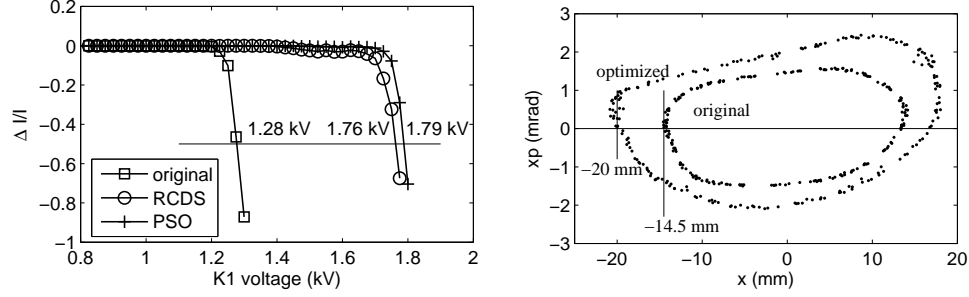 0.2
0
−0.2
−0.4
−0.6
−0.8
−1
Δ I/I
1.28 kV
1.76 kV
1.79 kV
original
RCDS
PSO
1
1.2
1.4
1.6
1.8
2
K1 voltage (kV)
3
2
1
0
−1
−2
−3
xp (mrad)
optimized
original
−20 mm
−14.5 mm
−20
−10
0
10
20
x (mm)